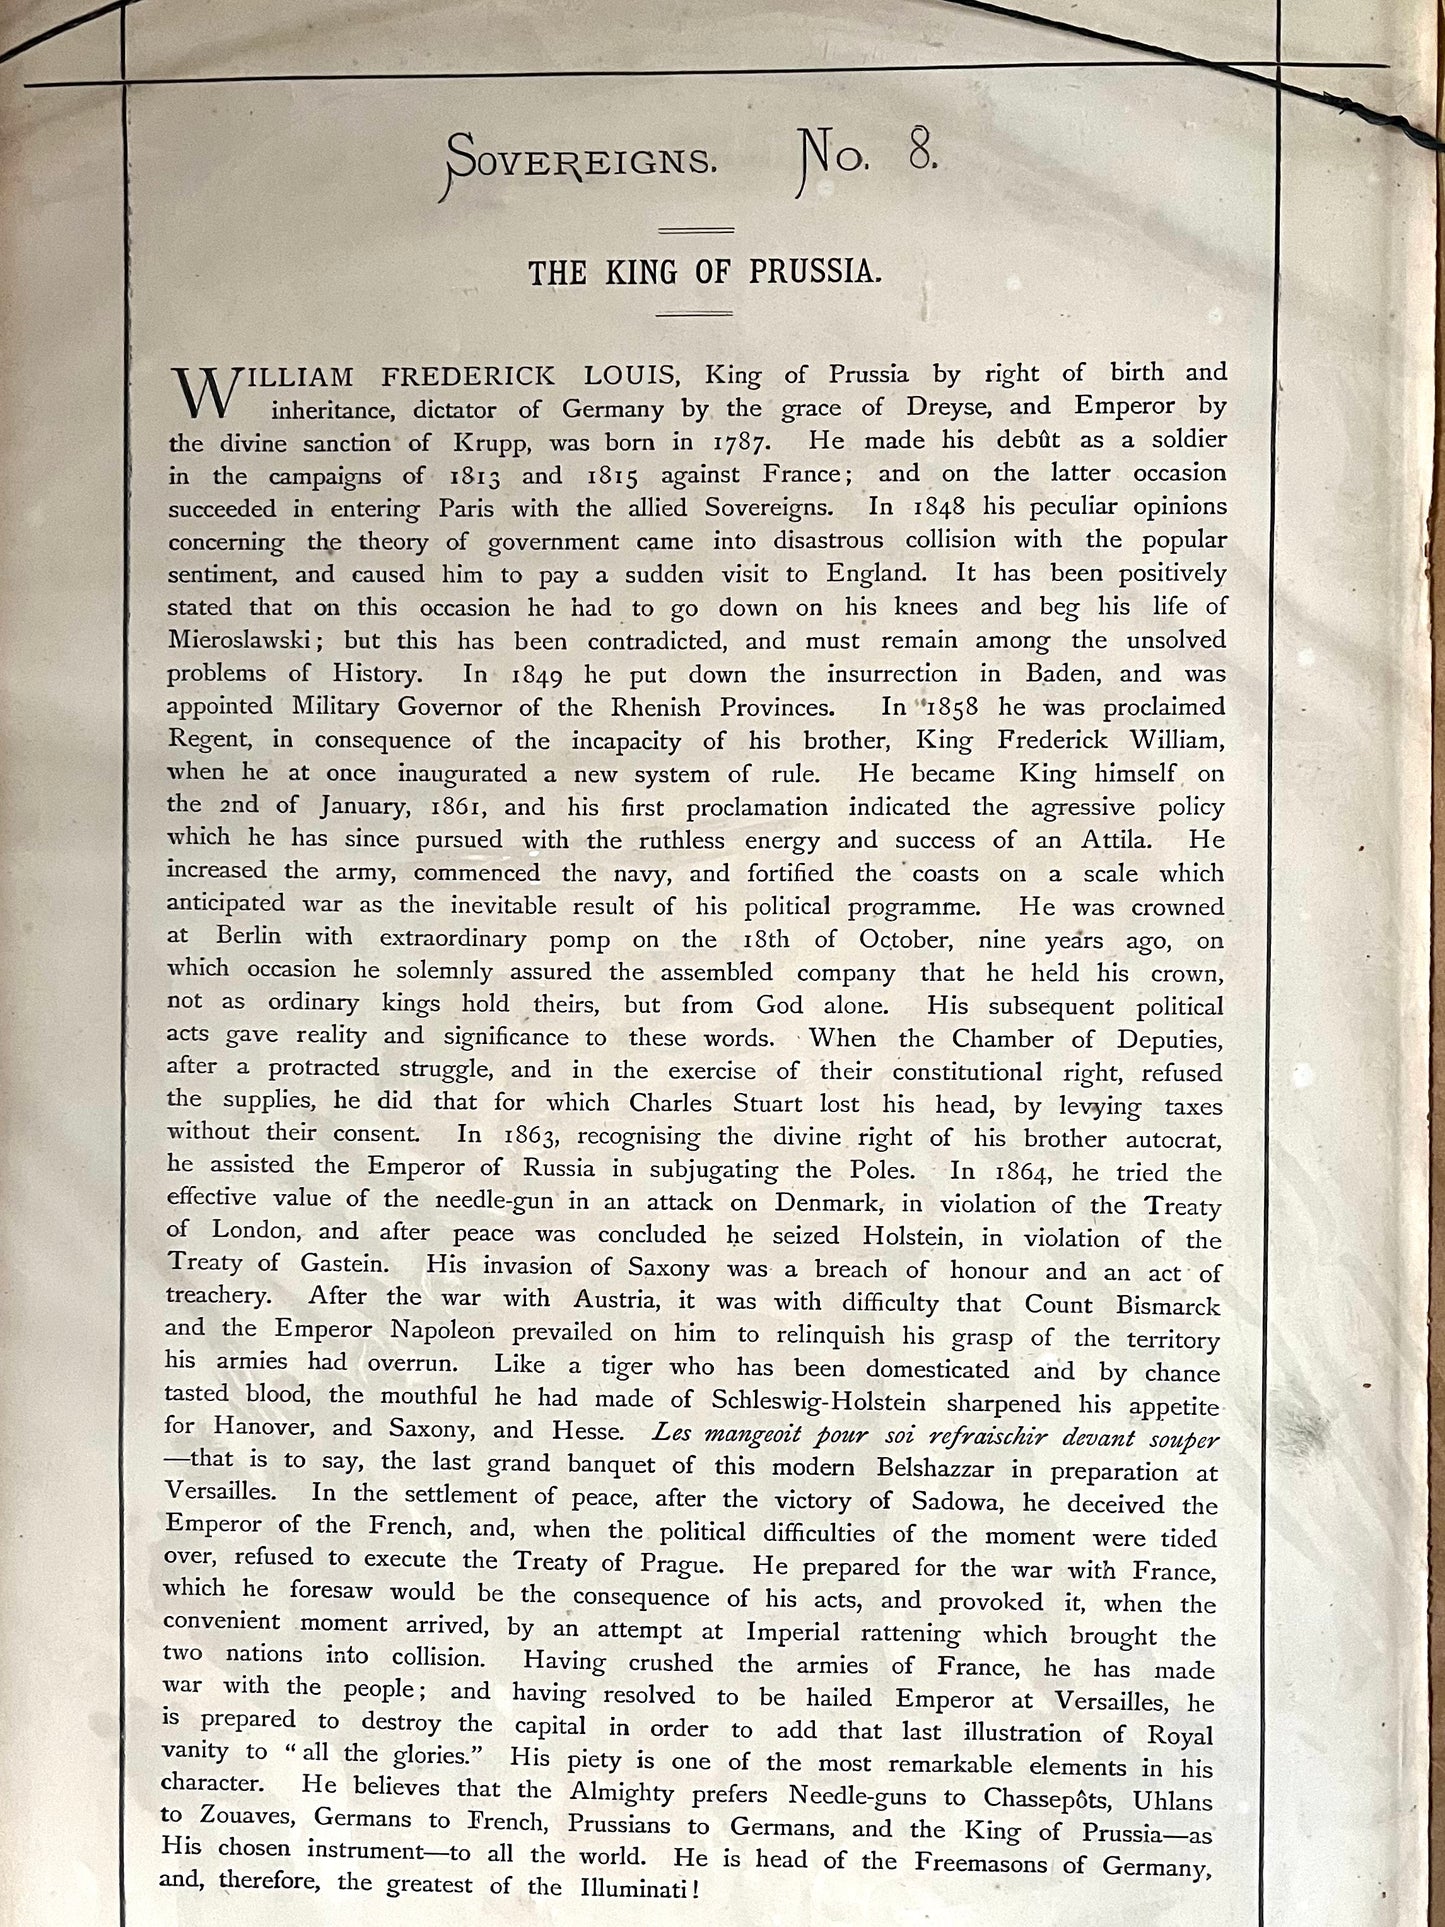 SOVEREIGNS. No. 8.
THE KING OF PRUSSIA.
WILLIAM FREDERICK LOUIS, King of Prussia by right of birth and
inheritance, dictator of Germany by the grace of Dreyse, and Emperor by
the divine sanction of Krupp, was born in 1787. He made his debût as a soldier
in the campaigns of 1813 and 1815 against France; and on the latter occasion
succeeded in entering Paris with the allied Sovereigns. In 1848 his peculiar opinions
concerning the theory of government came into disastrous collision with the popular
sentiment, and caused him to pay a sudden visit to England. It has been positively
stated that on this occasion he had to go down on his knees and beg his life of
Mieroslawski; but this has been contradicted, and must remain among the unsolved
problems of History. In 1849 he put down the insurrection in Baden, and was
appointed Military Governor of the Rhenish Provinces. In 1858 he was proclaimed
Regent, in consequence of the incapacity of his brother, King Frederick William,
when he at once inaugurated a new system of rule. He became King himself on
the 2nd of January, 1861, and his first proclamation indicated the agressive policy
which he has since pursued with the ruthless energy and success of an Attila. He
increased the army, commenced the navy, and fortified the coasts on a scale which
anticipated war as the inevitable result of his political programme. He was crowned
at Berlin with extraordinary pomp on the 18th of October, nine years ago, on
which occasion he solemnly assured the assembled company that he held his crown,
not as ordinary kings hold theirs, but from God alone. His subsequent political
acts gave reality and significance to these words. When the Chamber of Deputies,
after a protracted struggle, and in the exercise of their constitutional right, refused
the supplies, he did that for which Charles Stuart lost his head, by levying taxes
without their consent. In 1863, recognising the divine right of his brother autocrat,
he assisted the Emperor of Russia in subjugating the Poles. In 1864, he tried the
effective value of the needle-gun in an attack on Denmark, in violation of the Treaty
of London, and after peace was concluded he seized Holstein, in violation of the
Treaty of Gastein. His invasion of Saxony was a breach of honour and an act of
treachery. After the war with Austria, it was with difficulty that Count Bismarck
and the Emperor Napoleon prevailed on him to relinquish his grasp of the territory
his armies had overrun. Like a tiger who has been domesticated and by chance
tasted blood, the mouthful he had made of Schleswig-Holstein sharpened his appetite
for Hanover, and Saxony, and Hesse. Les mangeoit pour soi refraischir devant souper
—that is to say, the last grand banquet of this modern Belshazzar in preparation at
Versailles. In the settlement of peace, after the victory of Sadowa, he deceived the
Emperor of the French, and, when the political difficulties of the moment were tided
over, refused to execute the Treaty of Prague. He prepared for the war with France,
which he foresaw would be the consequence of his acts, and provoked it, when the
convenient moment arrived, by an attempt at Imperial rattening which brought the
two nations into collision. Having crushed the armies of France, he has made
war with the people; and having resolved to be hailed Emperor at Versailles, he
is prepared to destroy the capital in order to add that last illustration of Royal
vanity to "all the glories." His piety is one of the most remarkable elements in his
character. He believes that the Almighty prefers Needle-guns to Chassepôts, Uhlans
to Zouaves, Germans to French, Prussians to Germans, and the King of Prussia—as
His chosen instrument—to all the world. He is head of the Freemasons of Germany,
and, therefore, the greatest of the Illuminati!